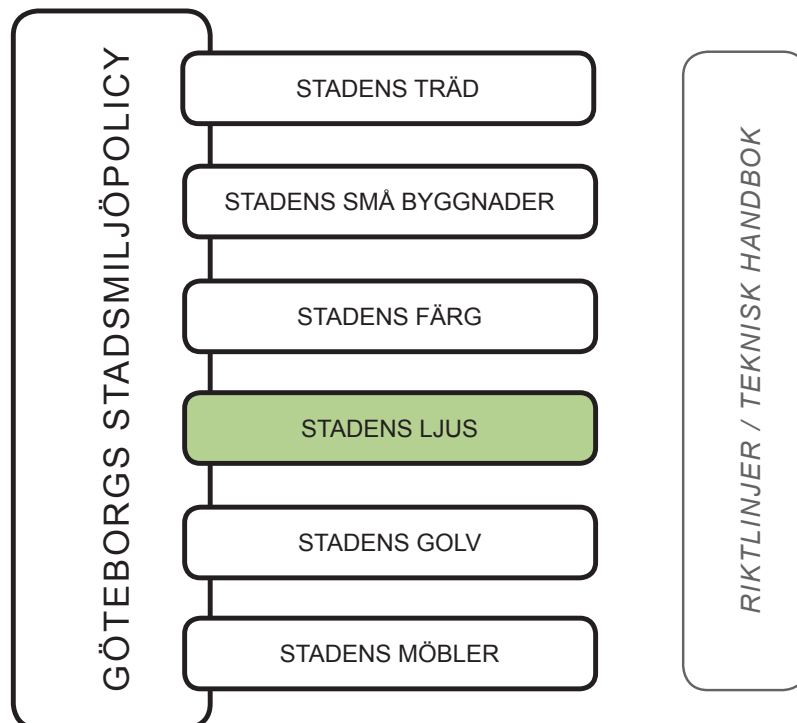 GÖTEBORGS STADSMILJÖPOLICY
STADENS TRÄD
STADENS SMÅ BYGGNADER
STADENS FÄRG
STADENS LJUS
STADENS GOLV
STADENS MÖBLER
RIKTLINJER / TEKNISK HANDBOK